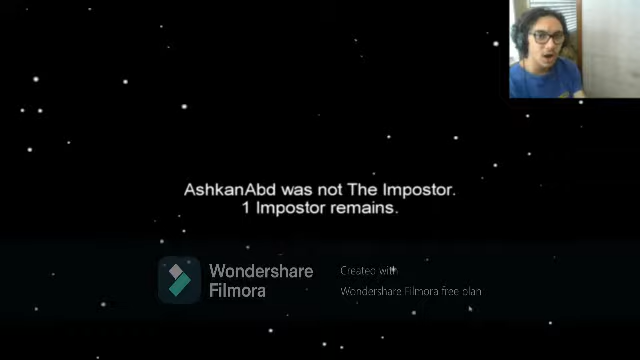 AshkanAbd was not The Impostor.
1 Impostor remains.
Wondershare
Filmora
Created with
Wondershare Filmora free plan